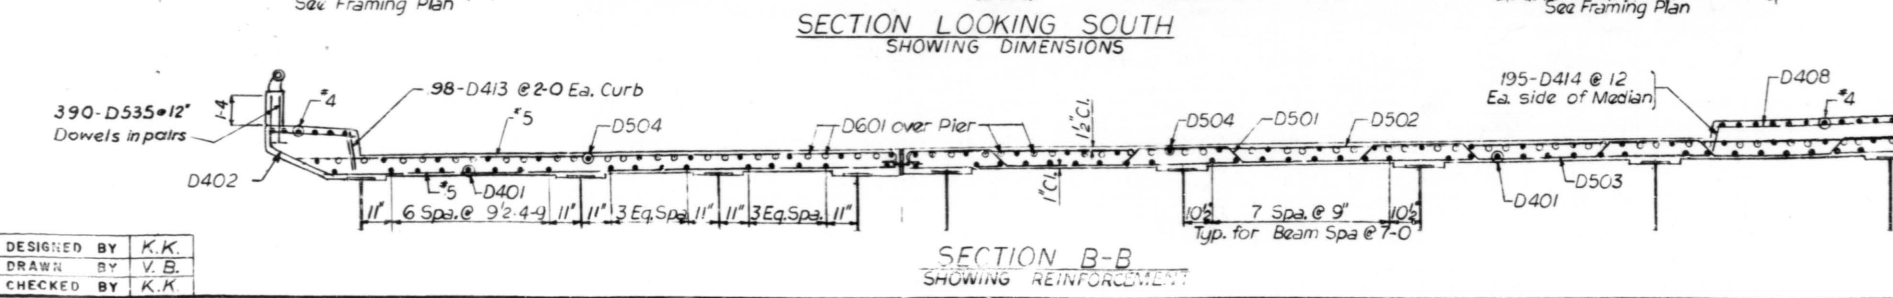 See Framing Plan
See Framing Plan
SECTION LOOKING SOUTH
SHOWING DIMENSIONS
390-D535@12"
Dowels in pairs
1-4
#4
98-D413 @ 2-0 Ea. Curb
#5
D504
D601 over Pier
1½" Cl.
D504
D501
D502
195-D414 @ 12
Ea. side of Median
D408
#4
D402
#5
D401
1" Cl.
D401
D503
11"
6 Spa. @ 9½=4-9
11"
11"
3 Eq. Spa.
11"
11"
3 Eq. Spa.
11"
10½"
7 Spa. @ 9"
10½"
Typ. for Beam Spa @ 7-0
SECTION B-B
SHOWING REINFORCEMENT
DESIGNED BY K.K.
DRAWN BY V.B.
CHECKED BY K.K.